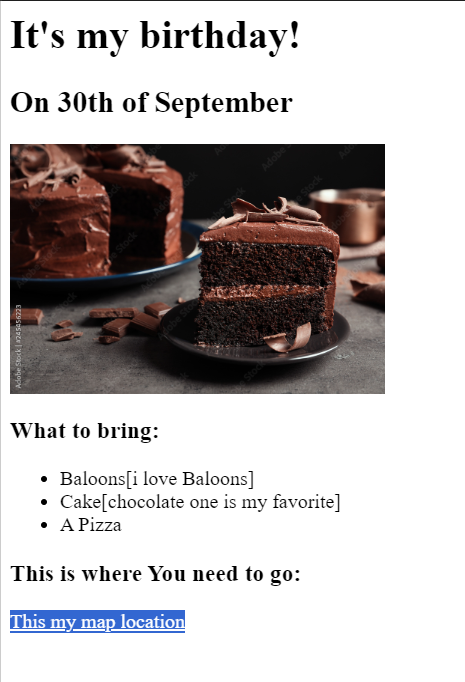 It's my birthday!
On 30th of September
Adobe Stock | #245456223
What to bring:
Baloons[i love Baloons]
Cake[chocolate one is my favorite]
A Pizza
This is where You need to go:
This my map location